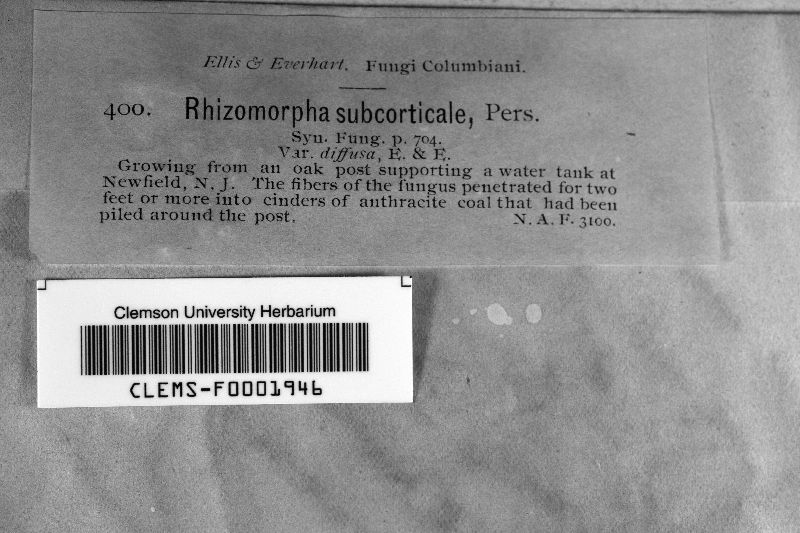 Ellis & Everhart. Fungi Columbiani.
400. Rhizomorpha subcorticale, Pers.
Syn. Fung. p. 704.
Var. diffusa, E. & E.
Growing from an oak post supporting a water tank at
Newfield, N. J. The fibers of the fungus penetrated for two
feet or more into cinders of anthracite coal that had been
piled around the post. N. A. F. 3100.
Clemson University Herbarium
CLEMS-F0001946